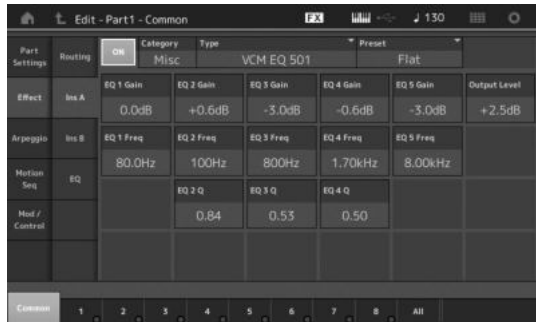 Edit - Part1 - Common FX ♩ 130
Part Settings Routing ON Category Misc Type VCM EQ 501 Preset Flat
Effect Ins A EQ 1 Gain EQ 2 Gain EQ 3 Gain EQ 4 Gain EQ 5 Gain Output Level
0.0dB +0.6dB -3.0dB -0.6dB -3.0dB +2.5dB
Arpeggio Ins B EQ 1 Freq EQ 2 Freq EQ 3 Freq EQ 4 Freq EQ 5 Freq
80.0Hz 100Hz 800Hz 1.70kHz 8.00kHz
Motion Seq EQ
EQ 2 Q EQ 3 Q EQ 4 Q
Mod / Control 0.84 0.53 0.50
Common 1 2 3 4 5 6 7 8 All